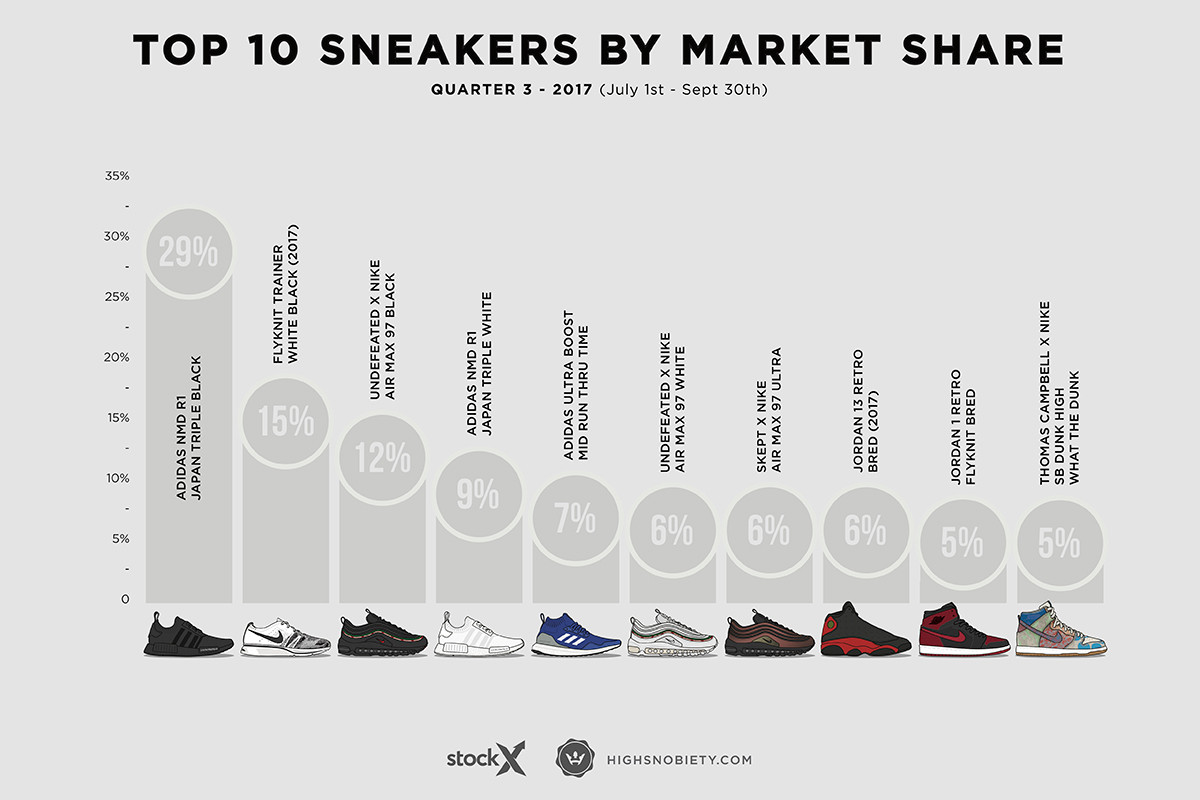 TOP 10 SNEAKERS BY MARKET SHARE
QUARTER 3 - 2017 (July 1st - Sept 30th)
35%
-
30%
-
25%
-
20%
-
15%
-
10%
-
5%
-
0
29%
ADIDAS NMD R1
JAPAN TRIPLE BLACK
15%
FLYKNIT TRAINER
WHITE BLACK (2017)
12%
UNDEFEATED X NIKE
AIR MAX 97 BLACK
9%
ADIDAS NMD R1
JAPAN TRIPLE WHITE
7%
ADIDAS ULTRA BOOST
MID RUN THRU TIME
6%
UNDEFEATED X NIKE
AIR MAX 97 WHITE
6%
SKEPT X NIKE
AIR MAX 97 ULTRA
6%
JORDAN 13 RETRO
BRED (2017)
5%
JORDAN 1 RETRO
FLYKNIT BRED
5%
THOMAS CAMPBELL X NIKE
SB DUNK HIGH
WHAT THE DUNK
stockX
HIGHSNOBIETY.COM